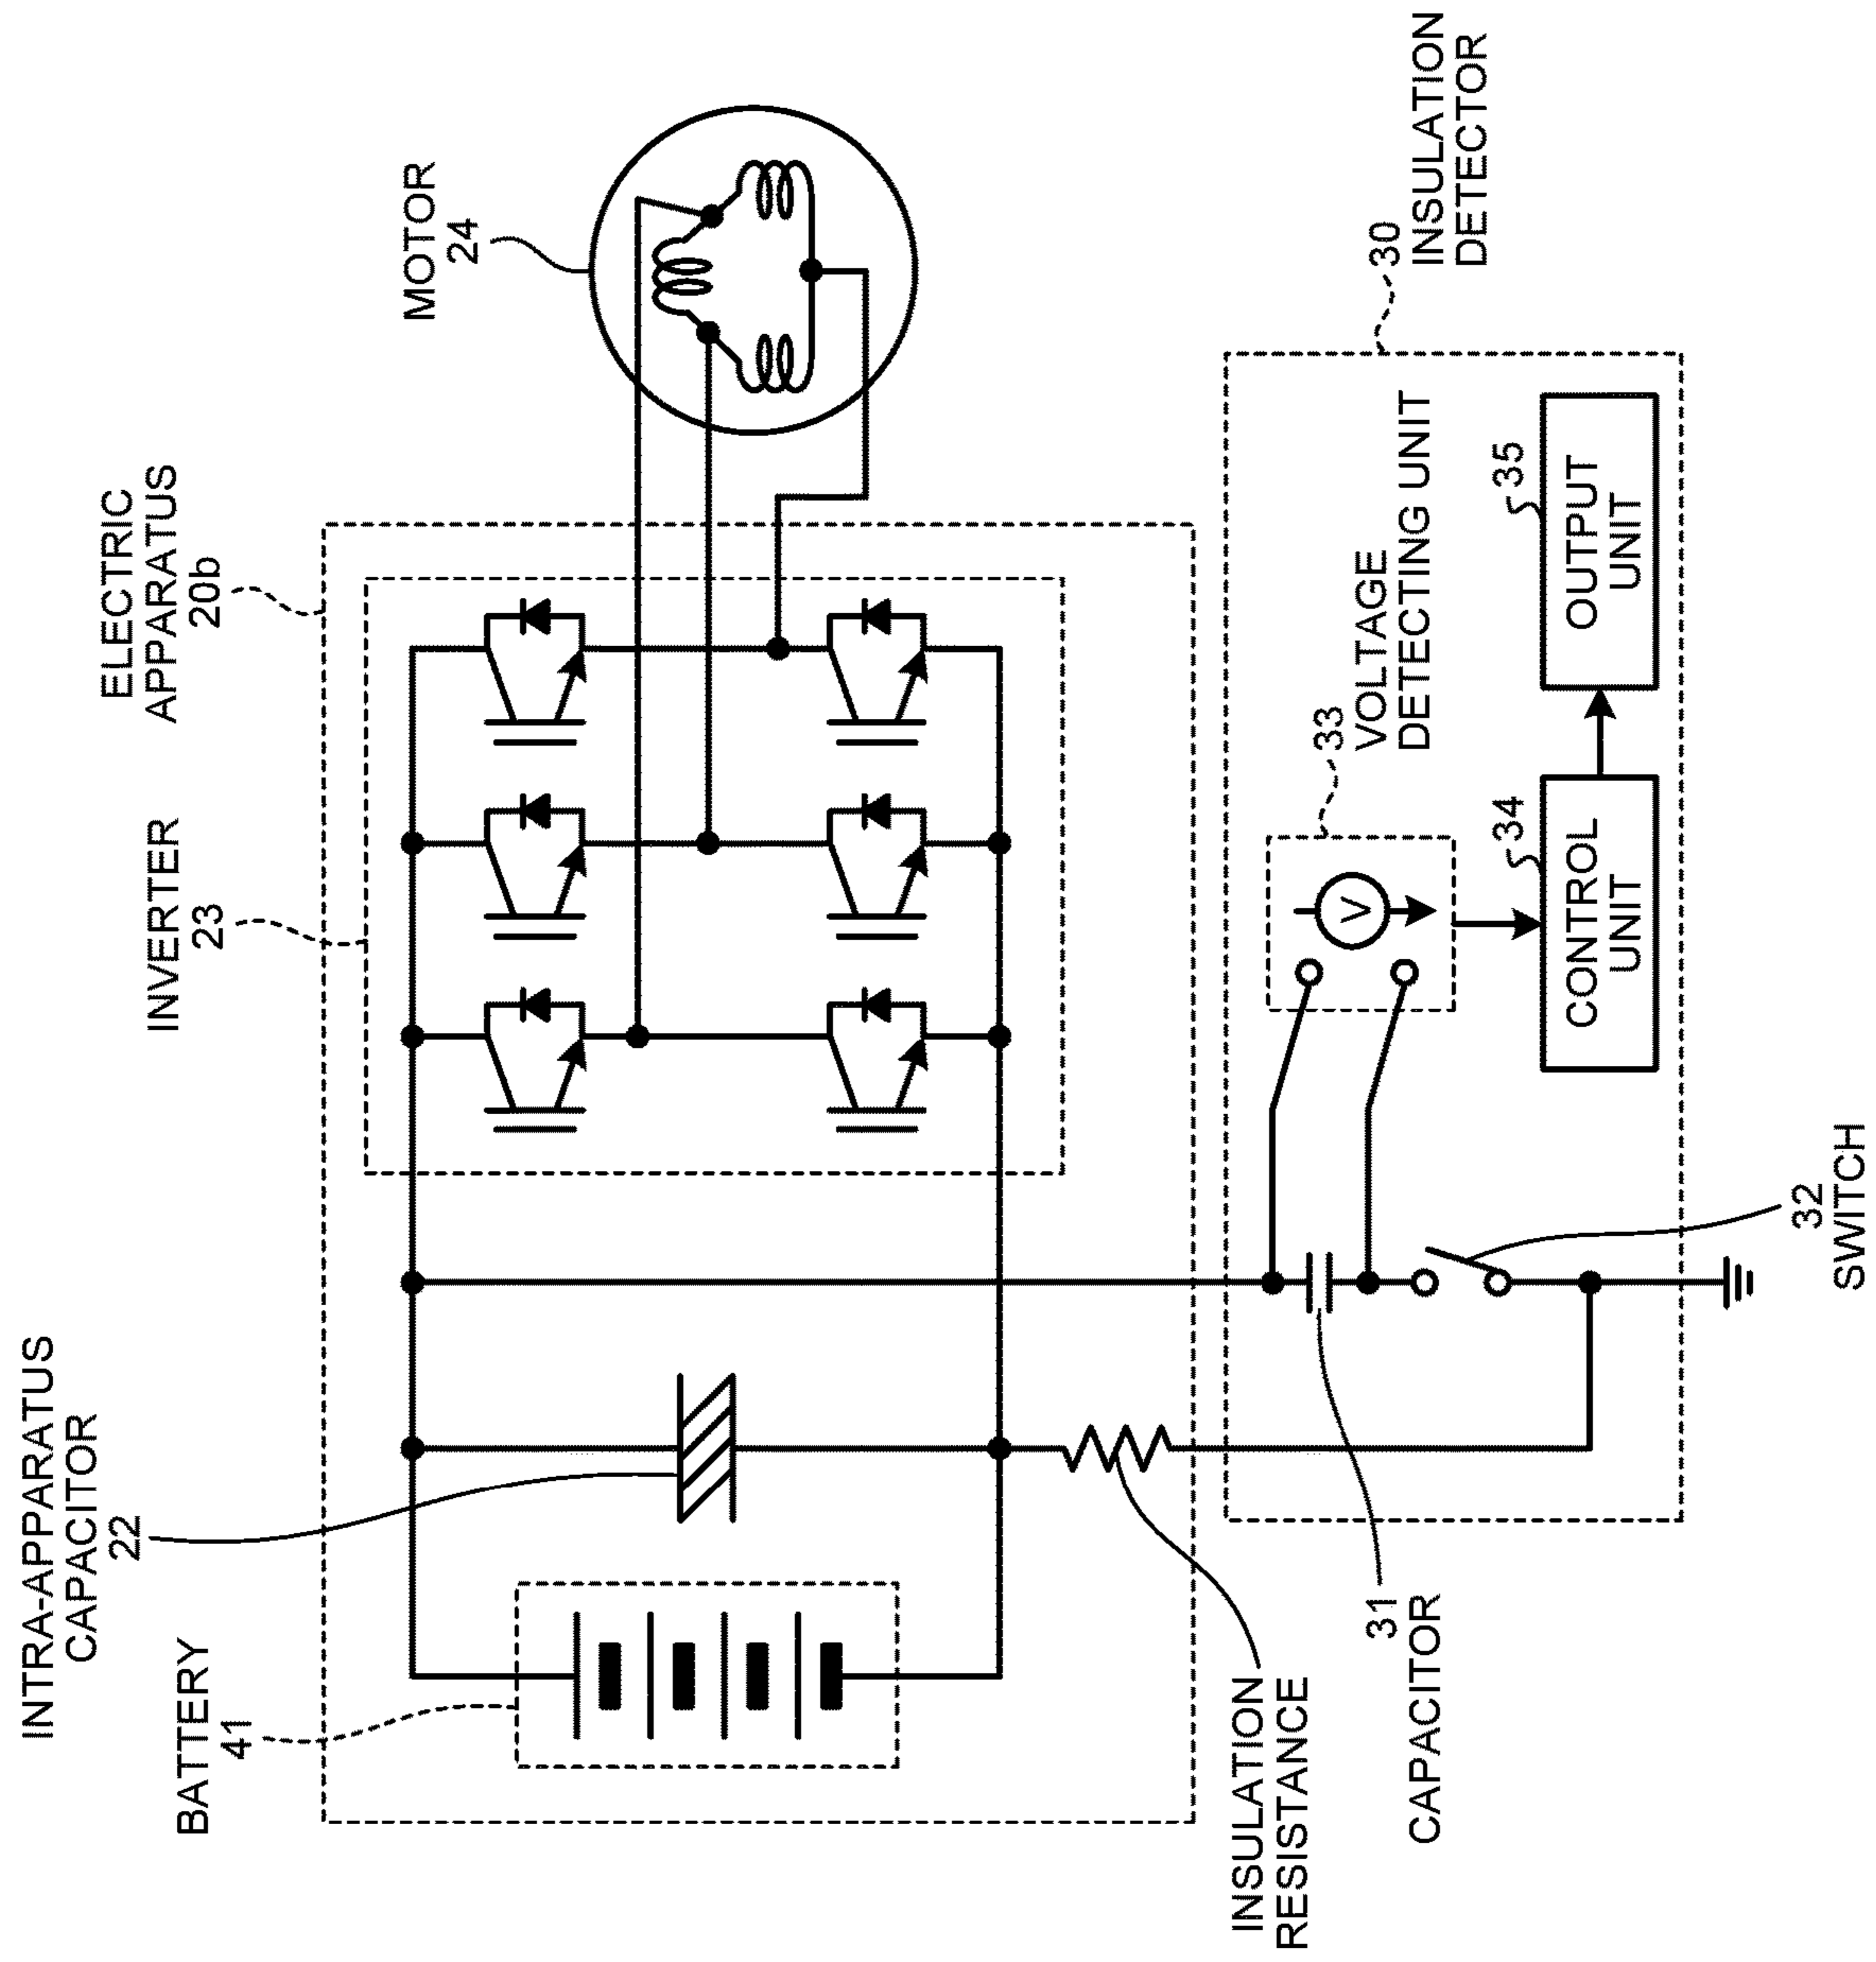 INTRA-APPARATUS
CAPACITOR
22
BATTERY
41
INVERTER
23
ELECTRIC
APPARATUS
20b
MOTOR
24
INSULATION
RESISTANCE
31
CAPACITOR
32
SWITCH
33
VOLTAGE
DETECTING UNIT
V
34
CONTROL
UNIT
35
OUTPUT
UNIT
30
INSULATION
DETECTOR